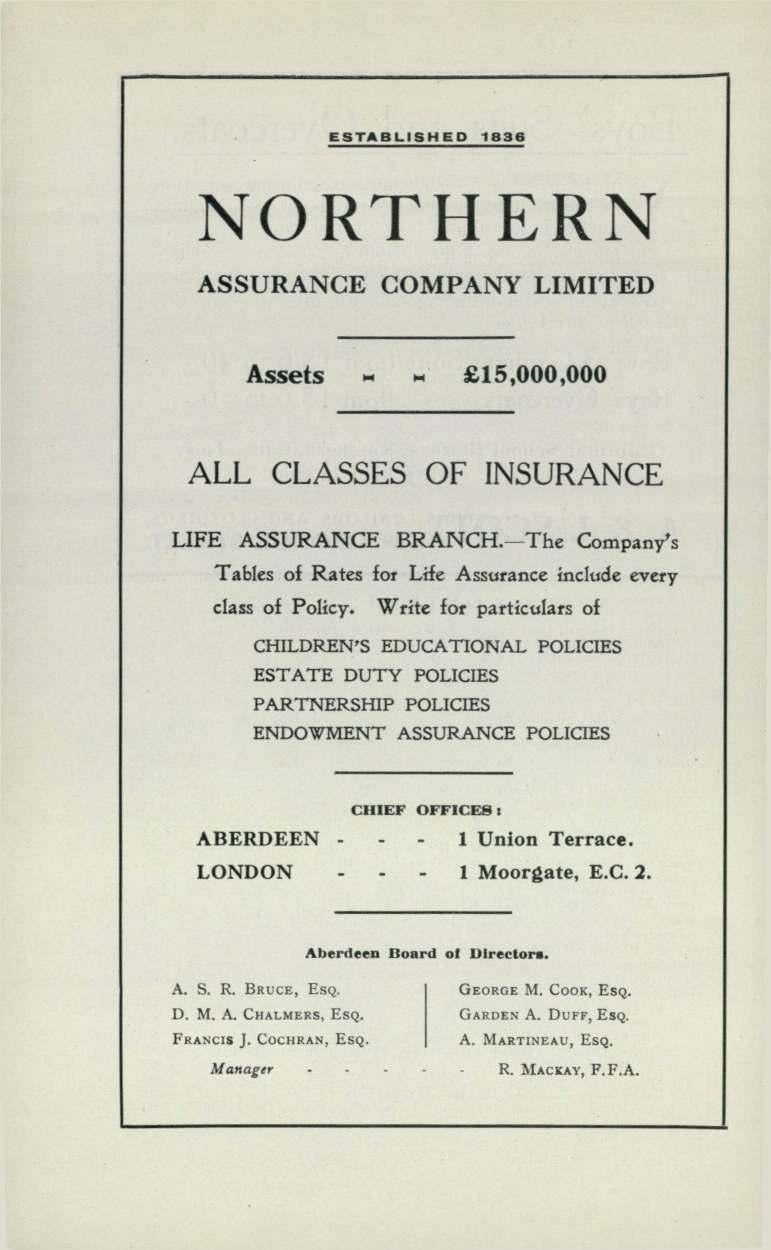 ESTABLISHED 1836
NORTHERN
ASSURANCE COMPANY LIMITED
Assets - - £15,000,000
ALL CLASSES OF INSURANCE
LIFE ASSURANCE BRANCH.—The Company's
Tables of Rates for Life Assurance include every
class of Policy. Write for particulars of
CHILDREN'S EDUCATIONAL POLICIES
ESTATE DUTY POLICIES
PARTNERSHIP POLICIES
ENDOWMENT ASSURANCE POLICIES
CHIEF OFFICES:
ABERDEEN - - - 1 Union Terrace.
LONDON - - - 1 Moorgate, E.C. 2.
Aberdeen Board of Directors.
A. S. R. BRUCE, ESQ.
D. M. A. CHALMERS, ESQ.
FRANCIS J. COCHRAN, ESQ.
GEORGE M. COOK, ESQ.
GARDEN A. DUFF, ESQ.
A. MARTINEAU, ESQ.
Manager - - - - - R. MACKAY, F.F.A.